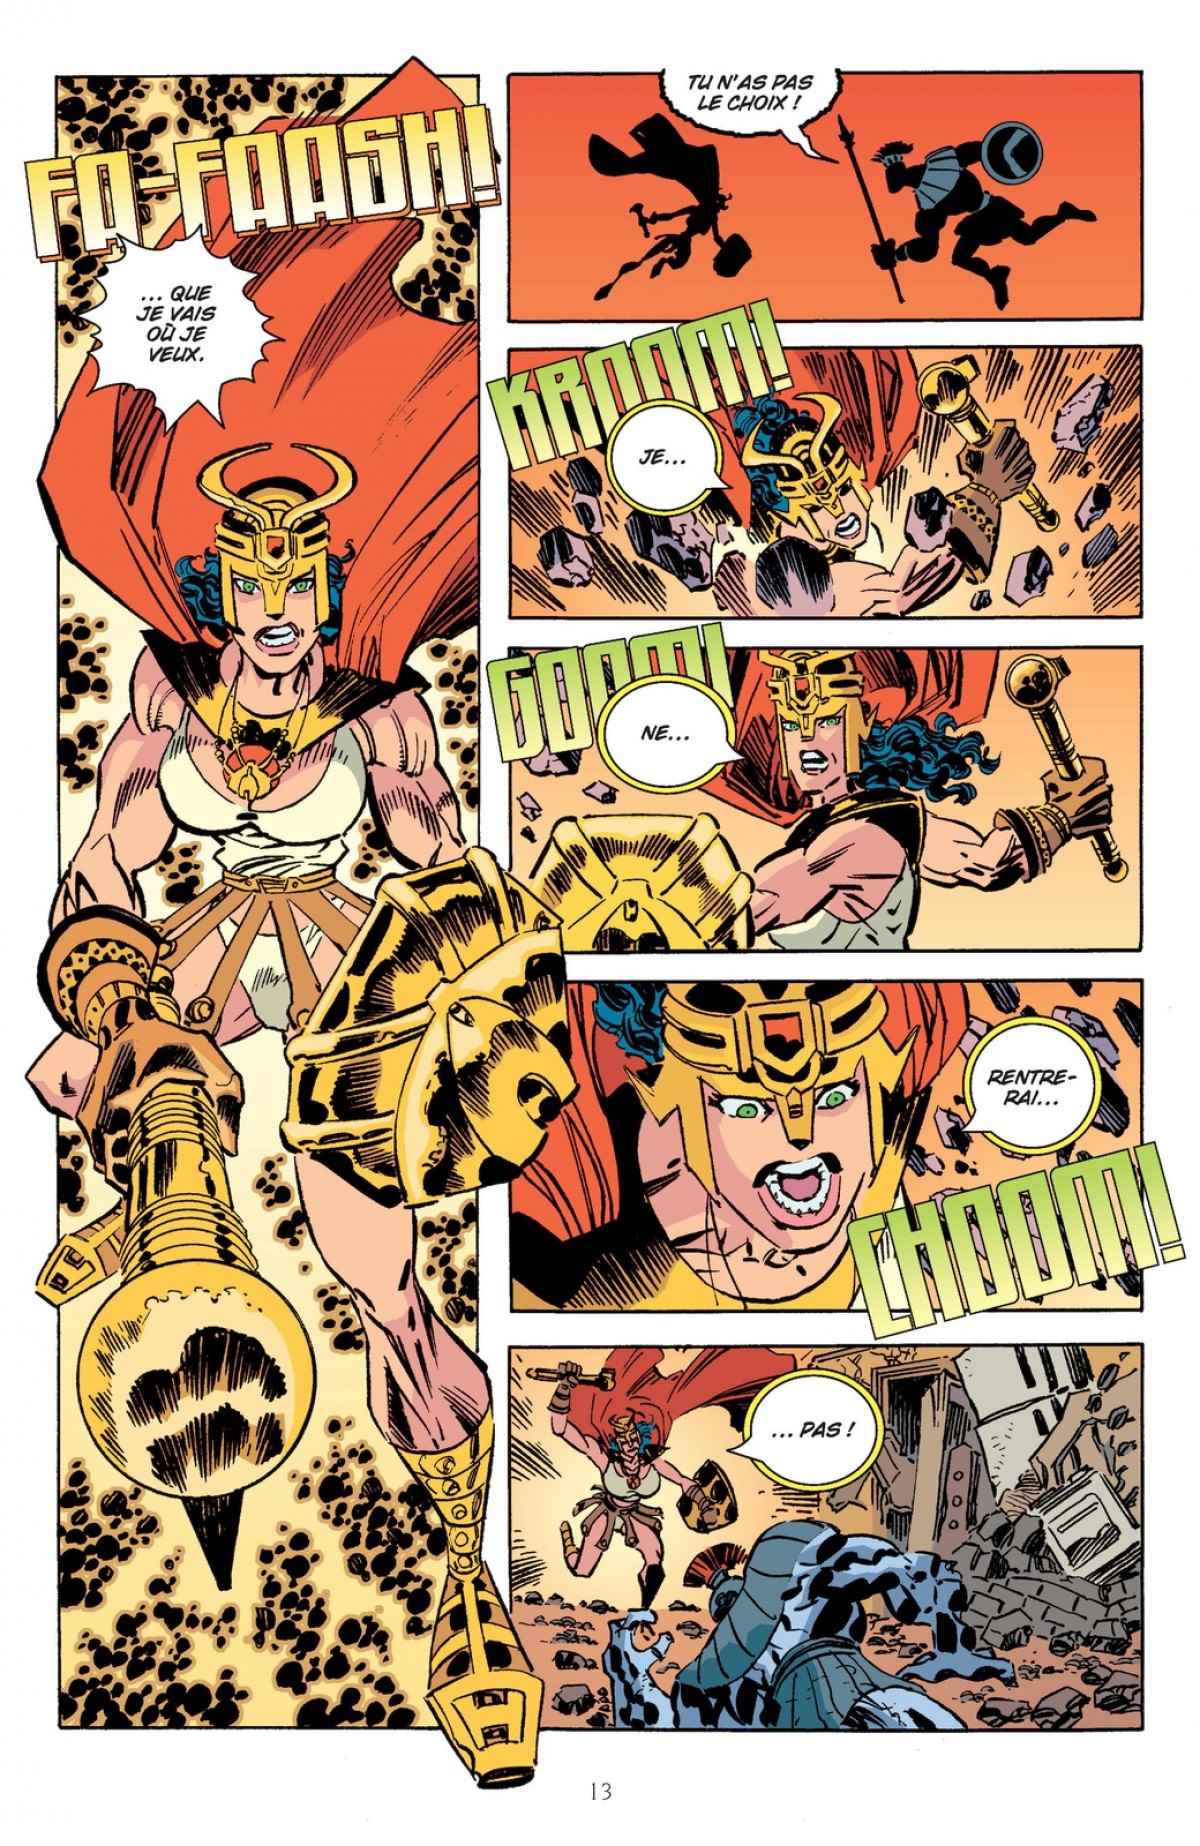 FA-FAASH!
... QUE
JE VAIS
OÙ JE
VEUX.
TU N'AS PAS
LE CHOIX !
KROOM!
JE...
GOOM!
NE...
RENTRE-
RAI...
CHOOM!
... PAS !
13